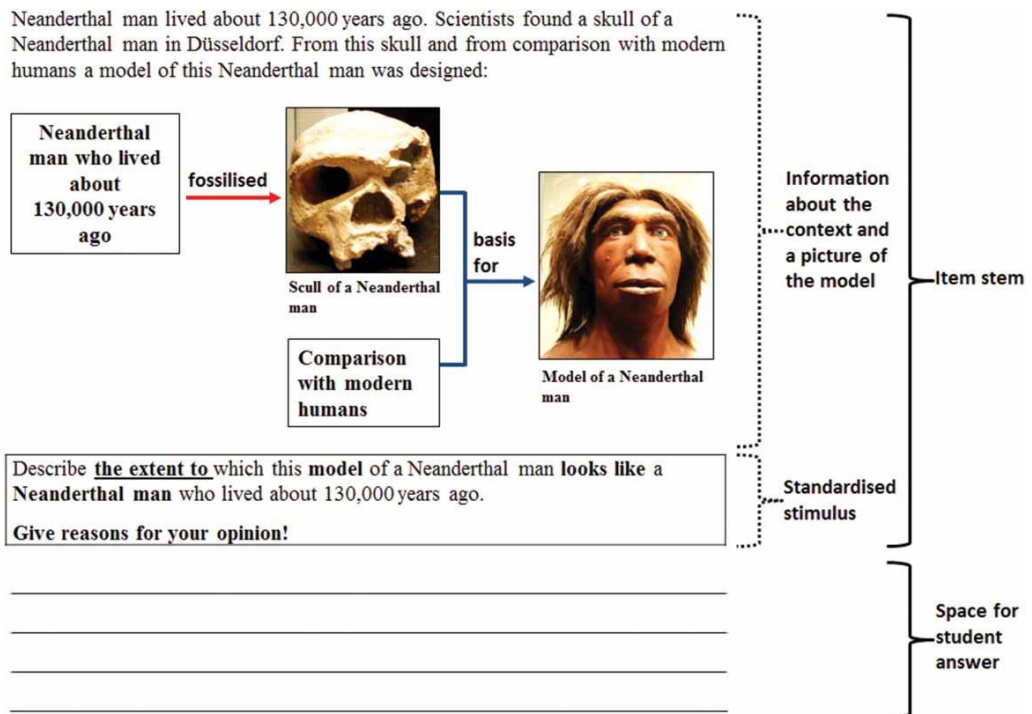 Neanderthal man lived about 130,000 years ago. Scientists found a skull of a
Neanderthal man in Düsseldorf. From this skull and from comparison with modern
humans a model of this Neanderthal man was designed:
Neanderthal
man who lived
about
130,000 years
ago
fossilised
Scull of a Neanderthal
man
Comparison
with modern
humans
basis
for
Model of a Neanderthal
man
Information
about the
context and
a picture of
the model
Item stem
Describe the extent to which this model of a Neanderthal man looks like a
Neanderthal man who lived about 130,000 years ago.
Give reasons for your opinion!
Standardised
stimulus
Space for
student
answer